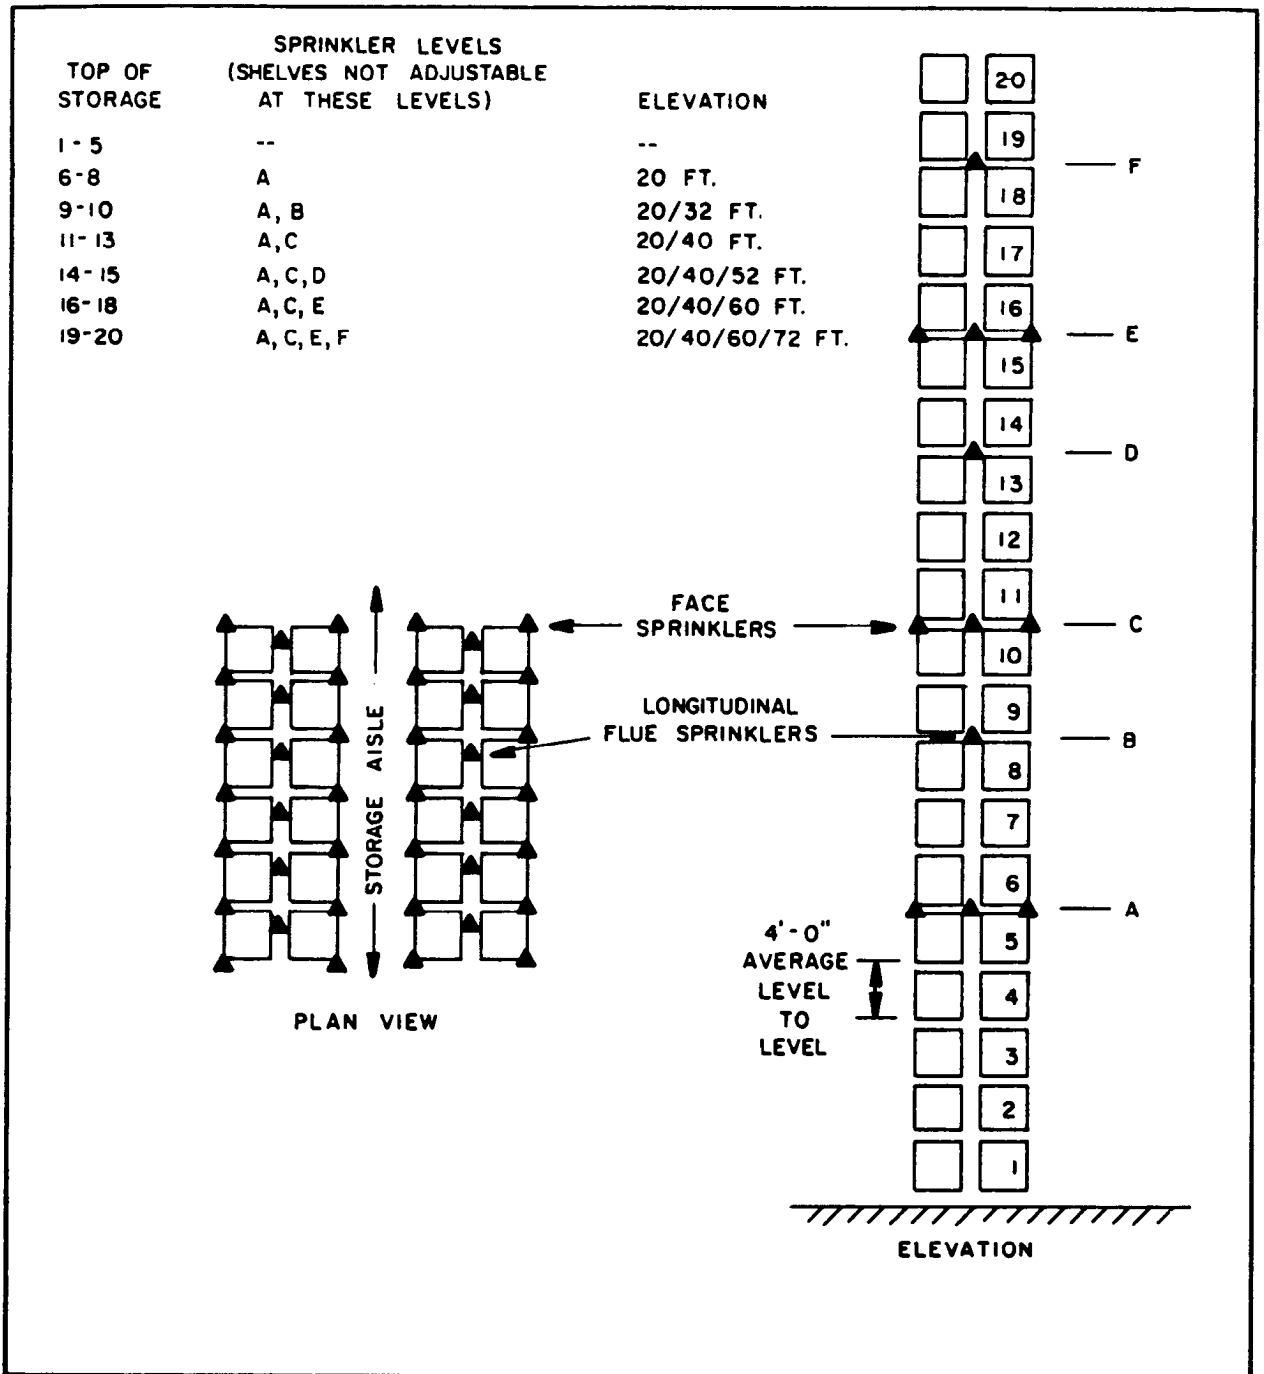 SPRINKLER LEVELS
TOP OF (SHELVES NOT ADJUSTABLE
STORAGE AT THESE LEVELS) ELEVATION
1-5 -- --
6-8 A 20 FT.
9-10 A, B 20/32 FT.
11-13 A,C 20/40 FT.
14-15 A,C,D 20/40/52 FT.
16-18 A,C,E 20/40/60 FT.
19-20 A,C,E,F 20/40/60/72 FT.
20
19
F
18
17
16
E
15
14
D
13
12
11
FACE
SPRINKLERS
C
10
9
LONGITUDINAL
FLUE SPRINKLERS
B
8
7
6
A
5
4'-0"
AVERAGE
LEVEL
TO
LEVEL
4
3
2
1
STORAGE AISLE
PLAN VIEW
ELEVATION